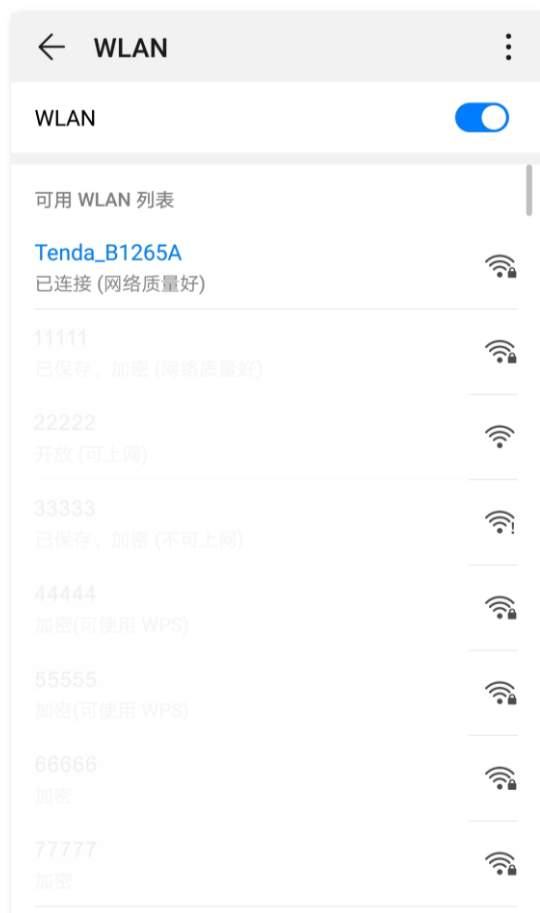 WLAN
WLAN
可用 WLAN 列表
Tenda_B1265A
已连接 (网络质量好)
11111
已保存，加密 (网络质量好)
22222
开放 (可上网)
33333
已保存，加密 (不可上网)
44444
加密(可使用 WPS)
55555
加密(可使用 WPS)
66666
加密
77777
加密